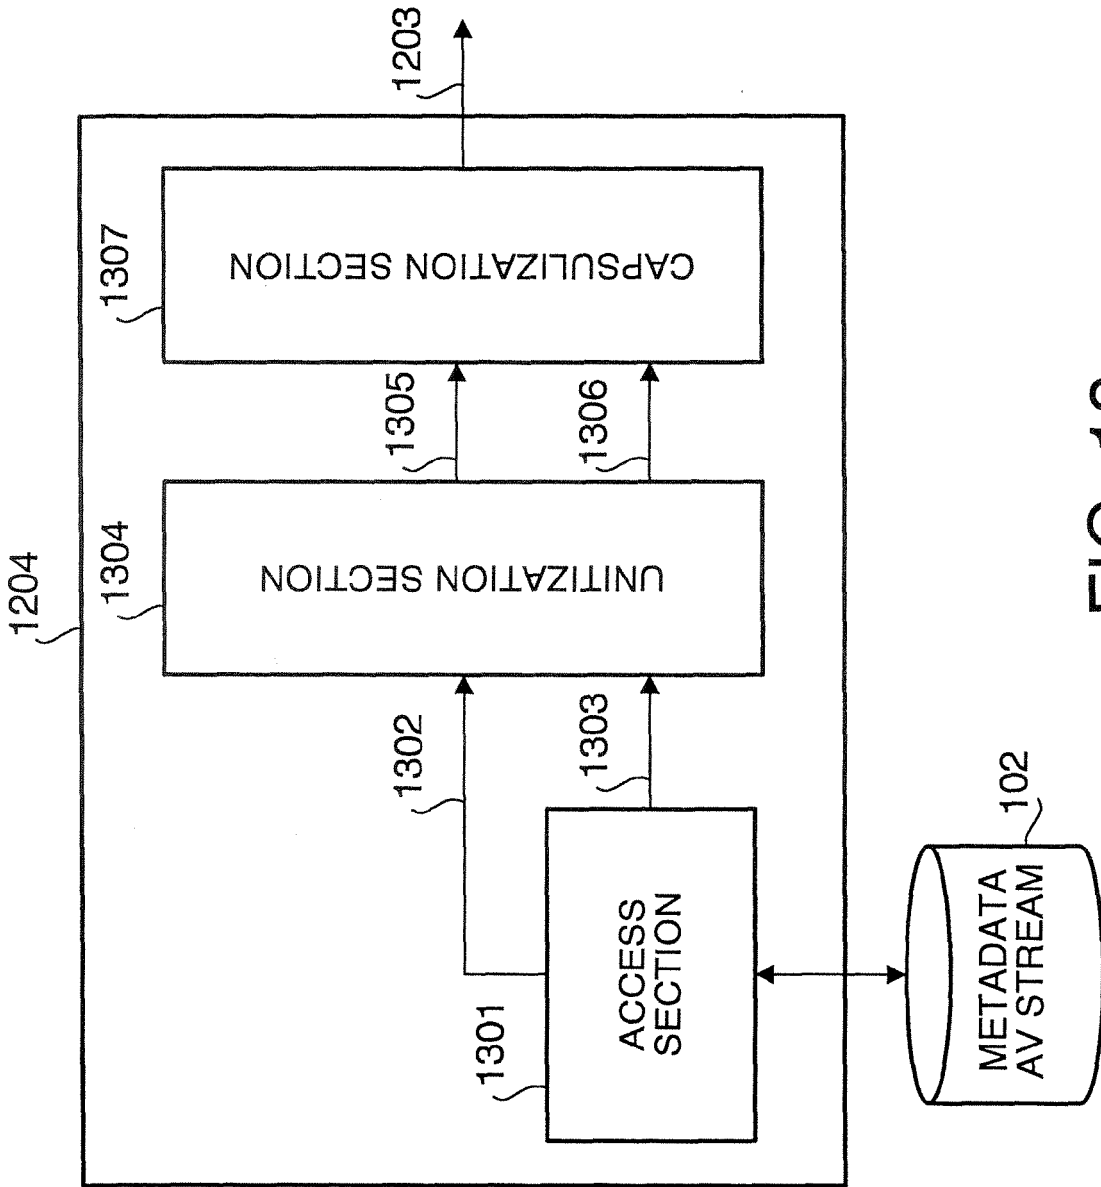 1204
1304
1307
1203
1302
1305
1301
ACCESS
SECTION
UNITIZATION SECTION
CAPSULIZATION SECTION
1303
1306
METADATA
AV STREAM
102
FIG